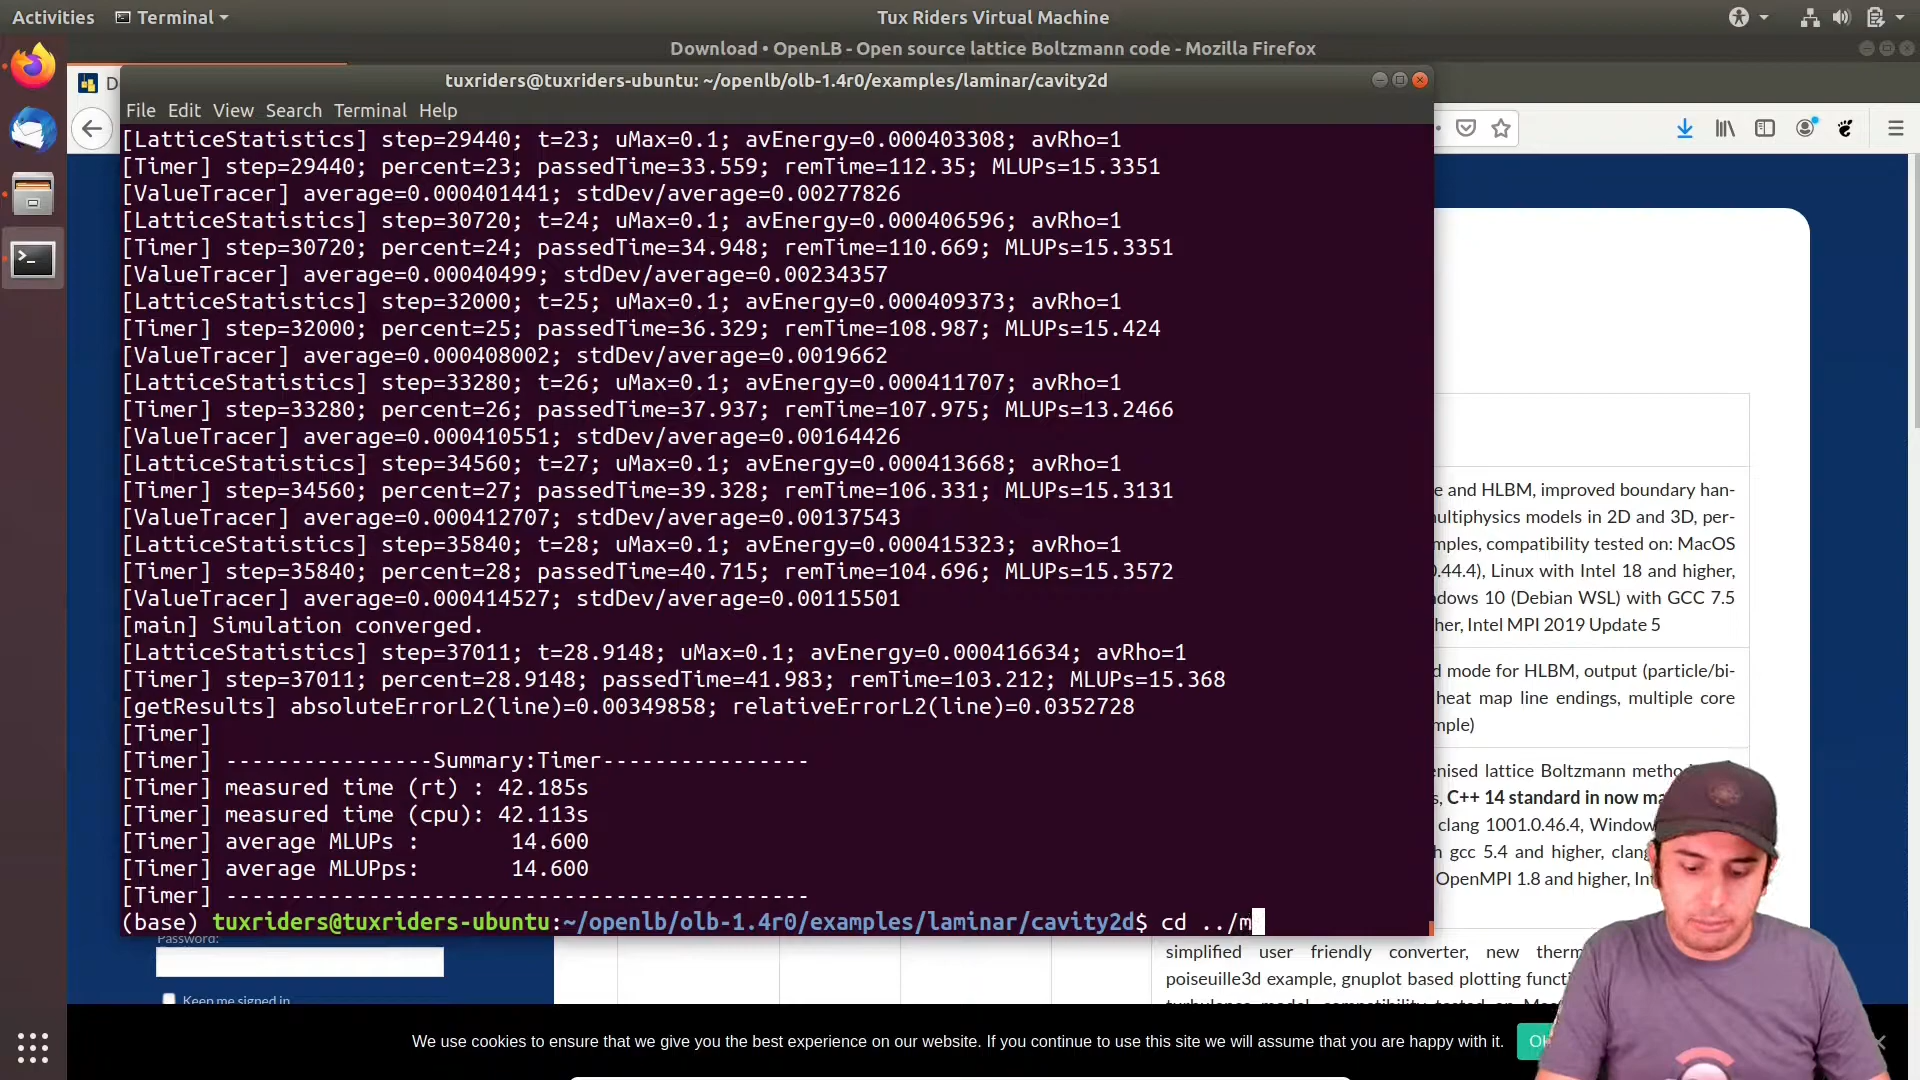 Activities
Terminal
Tux Riders Virtual Machine
Download • OpenLB - Open source lattice Boltzmann code - Mozilla Firefox
D
tuxriders@tuxriders-ubuntu: ~/openlb/olb-1.4r0/examples/laminar/cavity2d
File Edit View Search Terminal Help
[LatticeStatistics] step=29440; t=23; uMax=0.1; avEnergy=0.000403308; avRho=1
[Timer] step=29440; percent=23; passedTime=33.559; remTime=112.35; MLUPs=15.3351
[ValueTracer] average=0.000401441; stdDev/average=0.00277826
[LatticeStatistics] step=30720; t=24; uMax=0.1; avEnergy=0.000406596; avRho=1
[Timer] step=30720; percent=24; passedTime=34.948; remTime=110.669; MLUPs=15.3351
[ValueTracer] average=0.00040499; stdDev/average=0.00234357
[LatticeStatistics] step=32000; t=25; uMax=0.1; avEnergy=0.000409373; avRho=1
[Timer] step=32000; percent=25; passedTime=36.329; remTime=108.987; MLUPs=15.424
[ValueTracer] average=0.000408002; stdDev/average=0.0019662
[LatticeStatistics] step=33280; t=26; uMax=0.1; avEnergy=0.000411707; avRho=1
[Timer] step=33280; percent=26; passedTime=37.937; remTime=107.975; MLUPs=13.2466
[ValueTracer] average=0.000410551; stdDev/average=0.00164426
[LatticeStatistics] step=34560; t=27; uMax=0.1; avEnergy=0.000413668; avRho=1
[Timer] step=34560; percent=27; passedTime=39.328; remTime=106.331; MLUPs=15.3131
[ValueTracer] average=0.000412707; stdDev/average=0.00137543
[LatticeStatistics] step=35840; t=28; uMax=0.1; avEnergy=0.000415323; avRho=1
[Timer] step=35840; percent=28; passedTime=40.715; remTime=104.696; MLUPs=15.3572
[ValueTracer] average=0.000414527; stdDev/average=0.00115501
[main] Simulation converged.
[LatticeStatistics] step=37011; t=28.9148; uMax=0.1; avEnergy=0.000416634; avRho=1
[Timer] step=37011; percent=28.9148; passedTime=41.983; remTime=103.212; MLUPs=15.368
[getResults] absoluteErrorL2(line)=0.00349858; relativeErrorL2(line)=0.0352728
[Timer]
[Timer] ----------------Summary:Timer----------------
[Timer] measured time (rt) : 42.185s
[Timer] measured time (cpu): 42.113s
[Timer] average MLUPs : 14.600
[Timer] average MLUPps: 14.600
[Timer] ---------------------------------------------
(base) tuxriders@tuxriders-ubuntu:~/openlb/olb-1.4r0/examples/laminar/cavity2d$ cd ../m
e and HLBM, improved boundary han-
ultiphysics models in 2D and 3D, per-
mples, compatibility tested on: MacOS
0.44.4), Linux with Intel 18 and higher,
dows 10 (Debian WSL) with GCC 7.5
her, Intel MPI 2019 Update 5
d mode for HLBM, output (particle/bi-
heat map line endings, multiple core
mple)
enised lattice Boltzmann metho
s, C++ 14 standard in now ma
clang 1001.0.46.4, Window
h gcc 5.4 and higher, clang
OpenMPI 1.8 and higher, In
simplified user friendly converter, new therm
poiseuille3d example, gnuplot based plotting functi
Password:
Keep me signed in
We use cookies to ensure that we give you the best experience on our website. If you continue to use this site we will assume that you are happy with it.